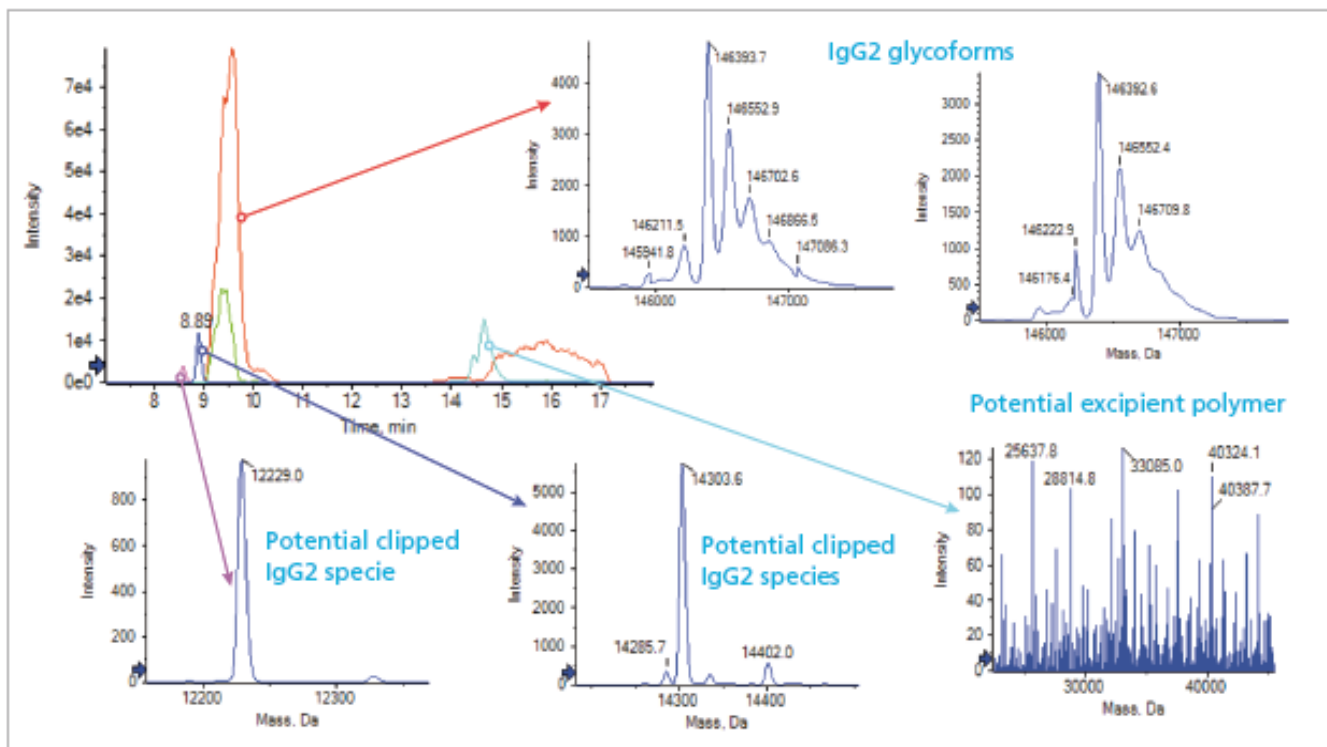 IgG2 glycoforms
7e4
6e4
5e4
4e4
3e4
2e4
1e4
0e0
Intensity
8.89
8 9 10 11 12 13 14 15 16 17
Time, min
4000
3000
2000
1000
0
Intensity
146393.7
146552.9
146702.6
146211.5
146866.5
145941.8
147086.3
146000 147000
3000
2500
2000
1500
1000
500
0
Intensity
146392.6
146552.4
146709.8
146222.9
146176.4
146000 147000
Mass, Da
Potential excipient polymer
800
600
400
200
0
Intensity
12229.0
Potential clipped
IgG2 specie
12200 12300
Mass, Da
5000
4000
3000
2000
1000
0
Intensity
14303.6
Potential clipped
IgG2 species
14285.7
14402.0
14300 14400
Mass, Da
120
100
80
60
40
20
0
Intensity
25637.8
28814.8
33085.0
40324.1
40387.7
30000 40000
Mass, Da